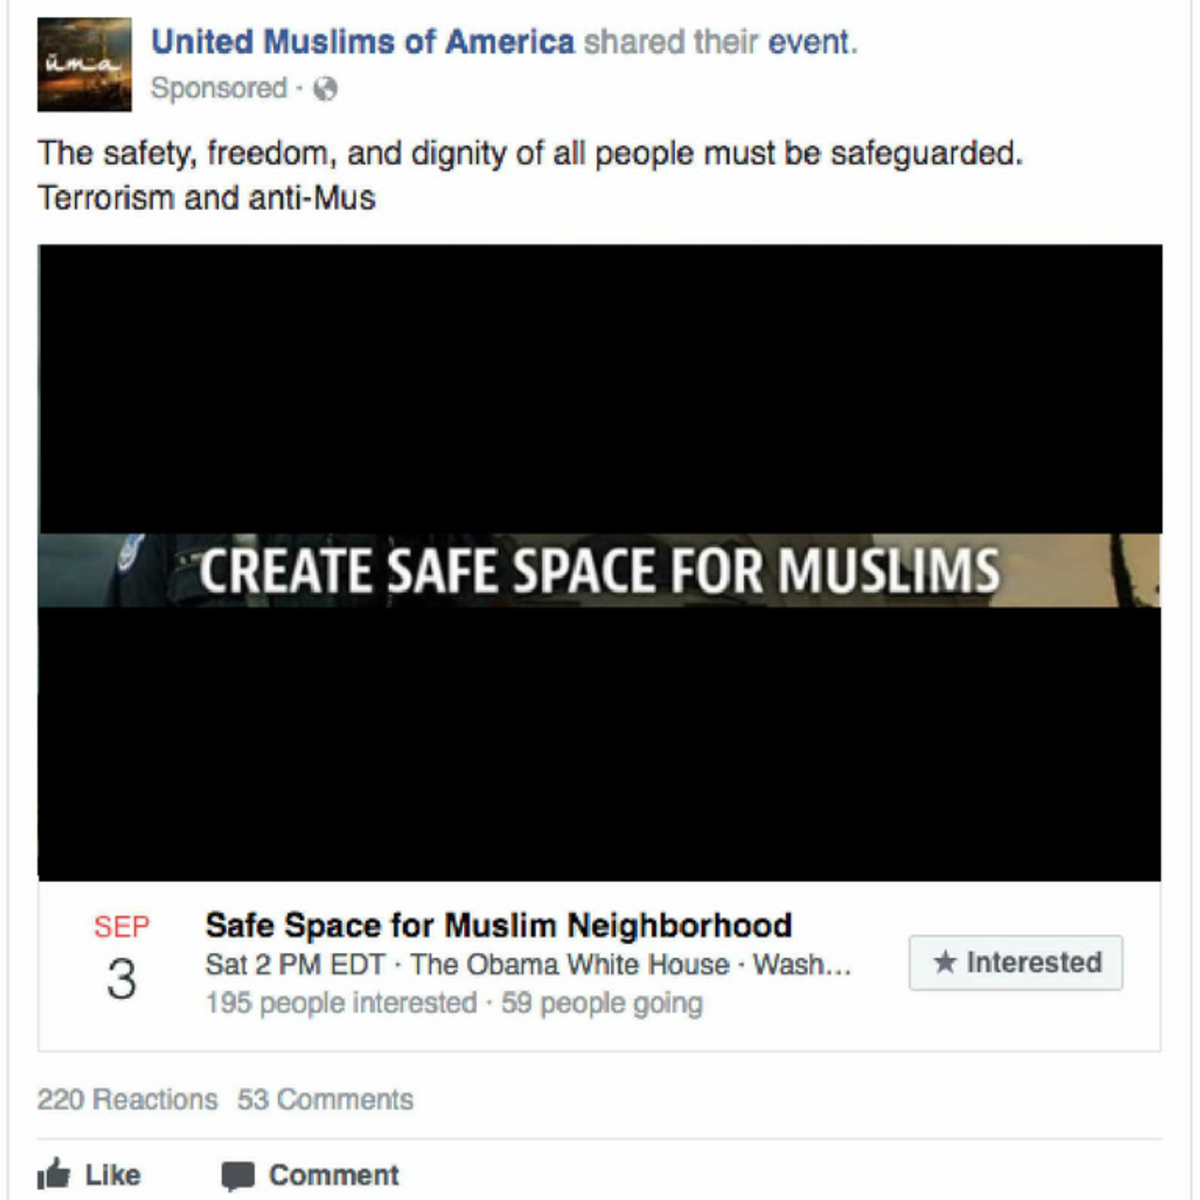 United Muslims of America shared their event.
uma
Sponsored ·
The safety, freedom, and dignity of all people must be safeguarded.
Terrorism and anti-Mus
CREATE SAFE SPACE FOR MUSLIMS
SEP
3
Safe Space for Muslim Neighborhood
Sat 2 PM EDT · The Obama White House · Wash...
195 people interested · 59 people going
★ Interested
220 Reactions 53 Comments
Like Comment